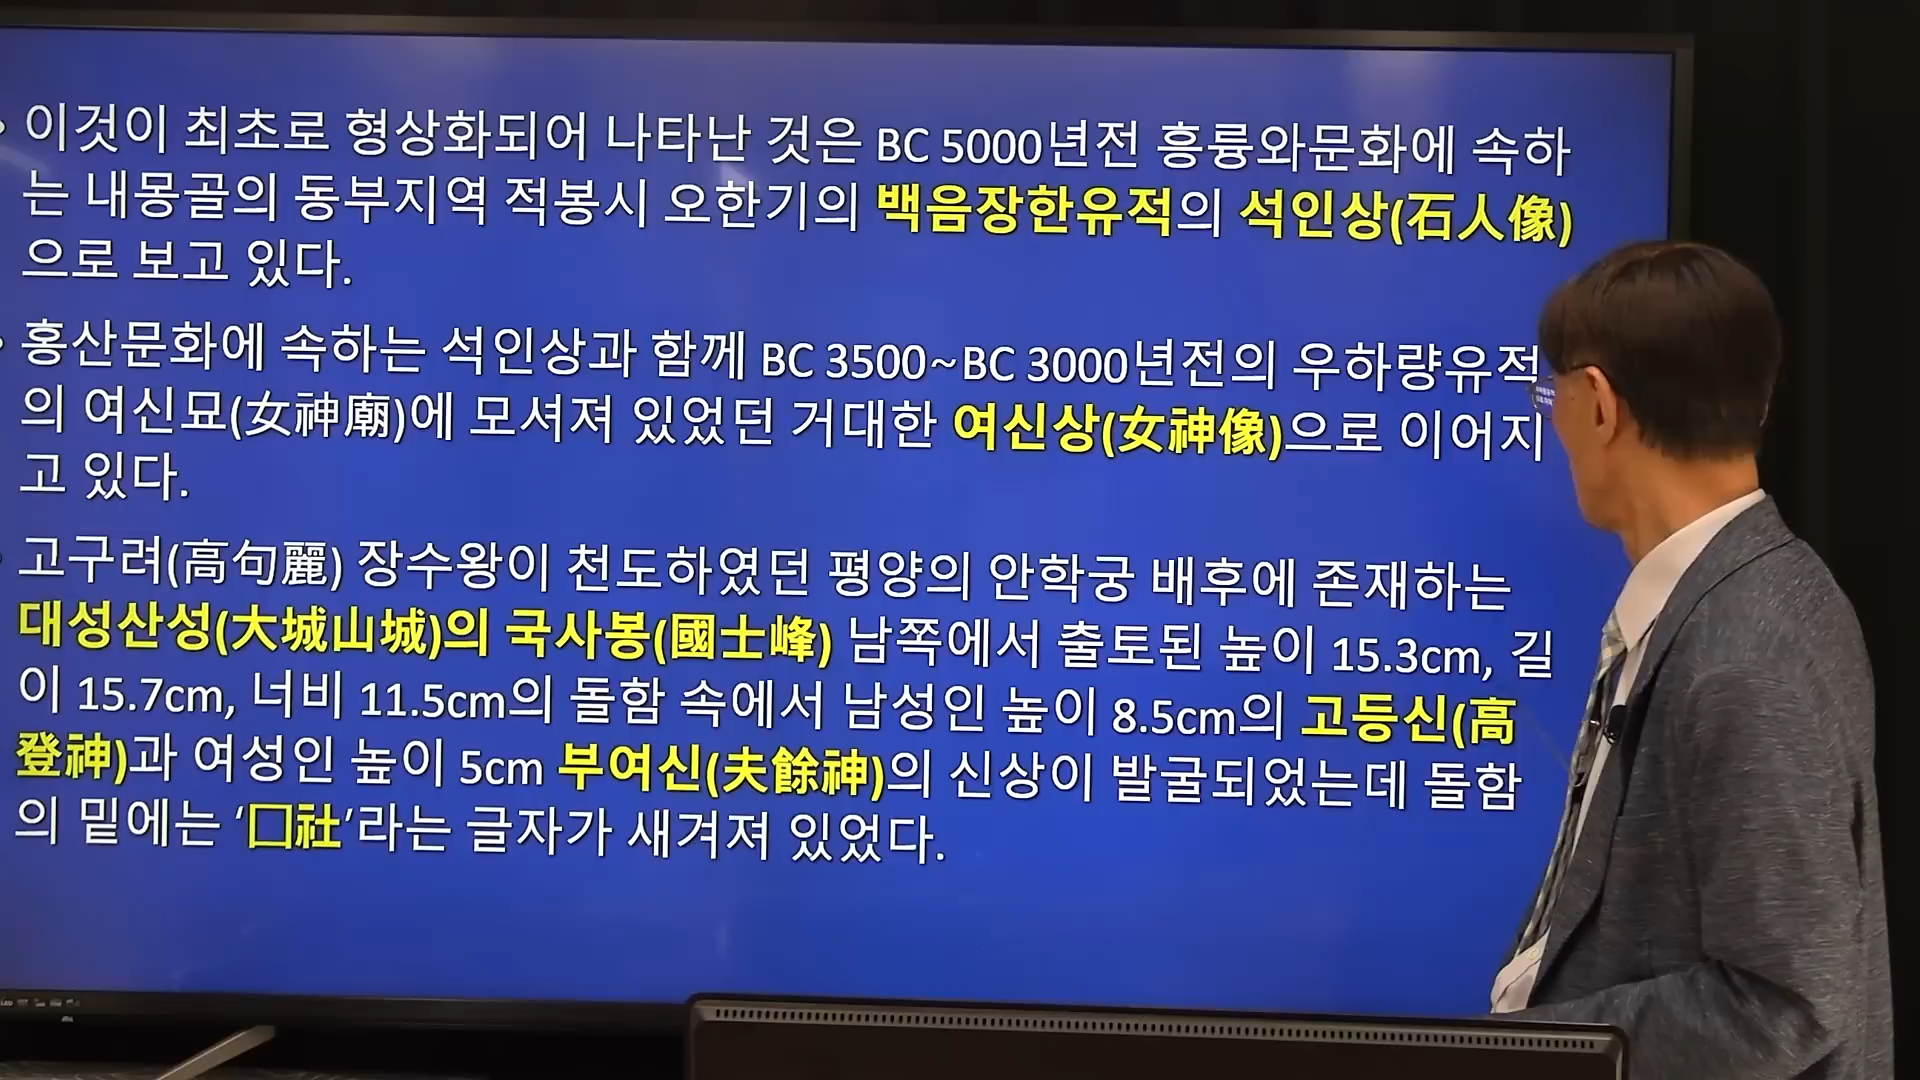 • 이것이 최초로 형상화되어 나타난 것은 BC 5000년전 흥륭와문화에 속하
는 내몽골의 동부지역 적봉시 오한기의 백음장한유적의 석인상(石人像)
으로 보고 있다.
• 홍산문화에 속하는 석인상과 함께 BC 3500~BC 3000년전의 우하량유적
의 여신묘(女神廟)에 모셔져 있었던 거대한 여신상(女神像)으로 이어지
고 있다.
• 고구려(高句麗) 장수왕이 천도하였던 평양의 안학궁 배후에 존재하는
대성산성(大城山城)의 국사봉(國士峰) 남쪽에서 출토된 높이 15.3cm, 길
이 15.7cm, 너비 11.5cm의 돌함 속에서 남성인 높이 8.5cm의 고등신(高
登神)과 여성인 높이 5cm 부여신(夫餘神)의 신상이 발굴되었는데 돌함
의 밑에는 ‘囗社’라는 글자가 새겨져 있었다.